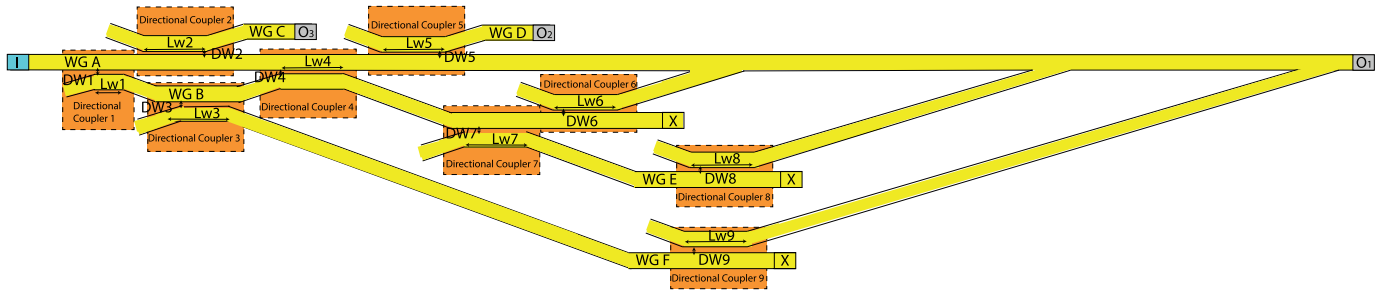 Directional Coupler 2
Directional Coupler 5
Lw2
WG C
O3
Lw5
WG D
O2
DW2
DW5
I
WG A
Lw4
O1
DW1
Lw1
DW4
Directional Coupler 6
WG B
Lw6
DW3
Lw3
Directional
Coupler 1
Directional Coupler 4
DW6
X
Directional Coupler 3
DW7
Lw7
Directional Coupler 7
Lw8
WG E
DW8
X
Directional Coupler 8
Lw9
WG F
DW9
X
Directional Coupler 9